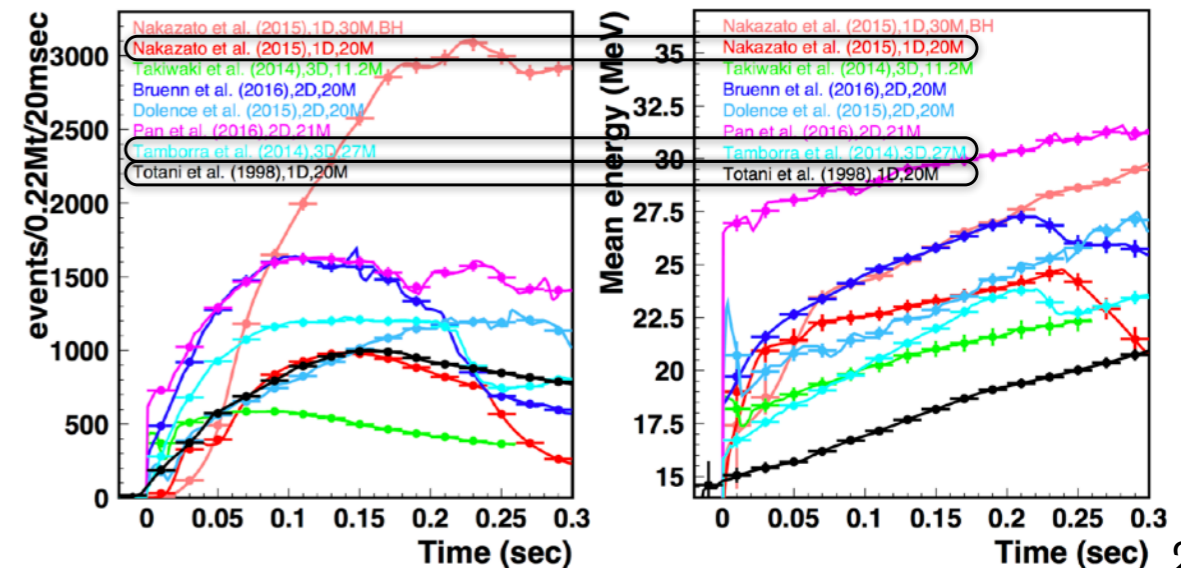 events/0.22Mt/20msec
3000
2500
2000
1500
1000
500
0
Nakazato et al. (2015),1D,30M,BH
Nakazato et al. (2015),1D,20M
Takiwaki et al. (2014),3D,11.2M
Bruenn et al. (2016),2D,20M
Dolence et al. (2015),2D,20M
Pan et al. (2016),2D,21M
Tamborra et al. (2014),3D,27M
Totani et al. (1998),1D,20M
0 0.05 0.1 0.15 0.2 0.25 0.3
Time (sec)
Mean energy (MeV)
35
32.5
30
27.5
25
22.5
20
17.5
15
Nakazato et al. (2015),1D,30M,BH
Nakazato et al. (2015),1D,20M
Takiwaki et al. (2014),3D,11.2M
Bruenn et al. (2016),2D,20M
Dolence et al. (2015),2D,20M
Pan et al. (2016),2D,21M
Tamborra et al. (2014),3D,27M
Totani et al. (1998),1D,20M
0 0.05 0.1 0.15 0.2 0.25 0.3
Time (sec)